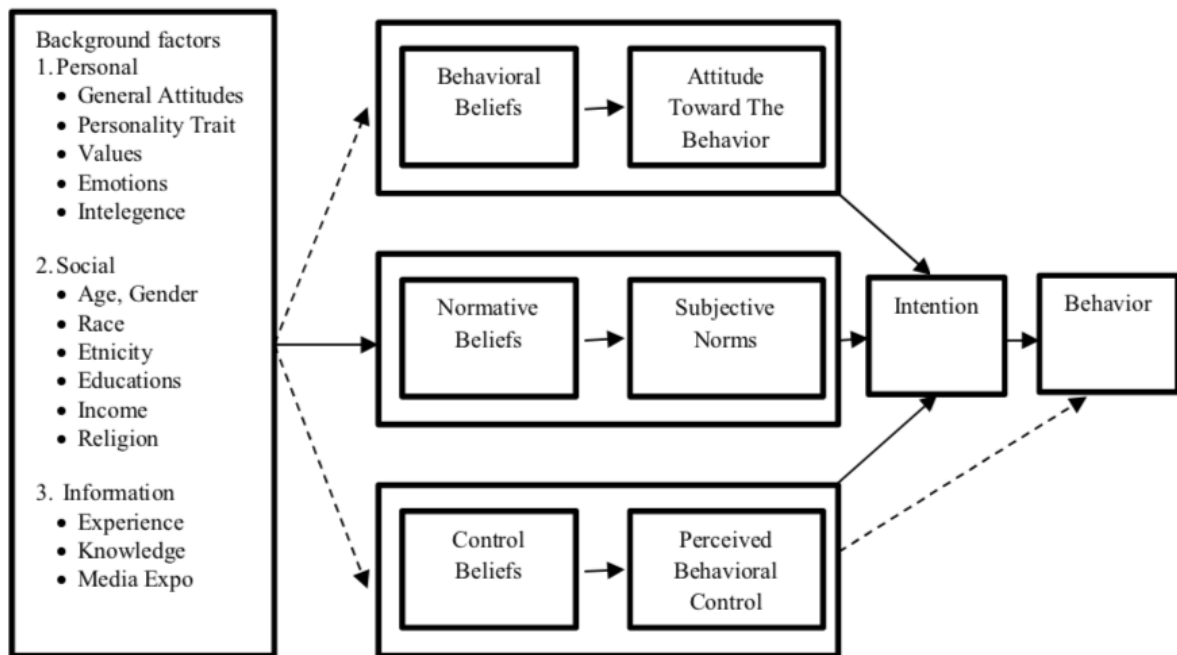 Background factors
1. Personal
• General Attitudes
• Personality Trait
• Values
• Emotions
• Intelegence
2. Social
• Age, Gender
• Race
• Etnicity
• Educations
• Income
• Religion
3. Information
• Experience
• Knowledge
• Media Expo
Behavioral
Beliefs
Attitude
Toward The
Behavior
Normative
Beliefs
Subjective
Norms
Control
Beliefs
Perceived
Behavioral
Control
Intention
Behavior